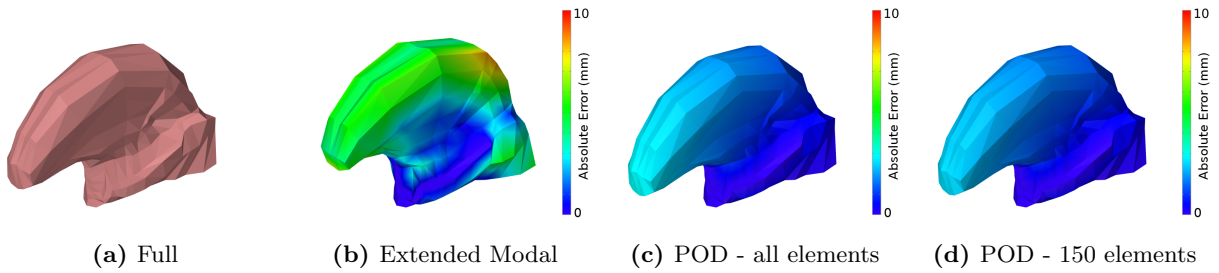 10
Absolute Error (mm)
0
10
Absolute Error (mm)
0
10
Absolute Error (mm)
0
(a) Full
(b) Extended Modal
(c) POD - all elements
(d) POD - 150 elements